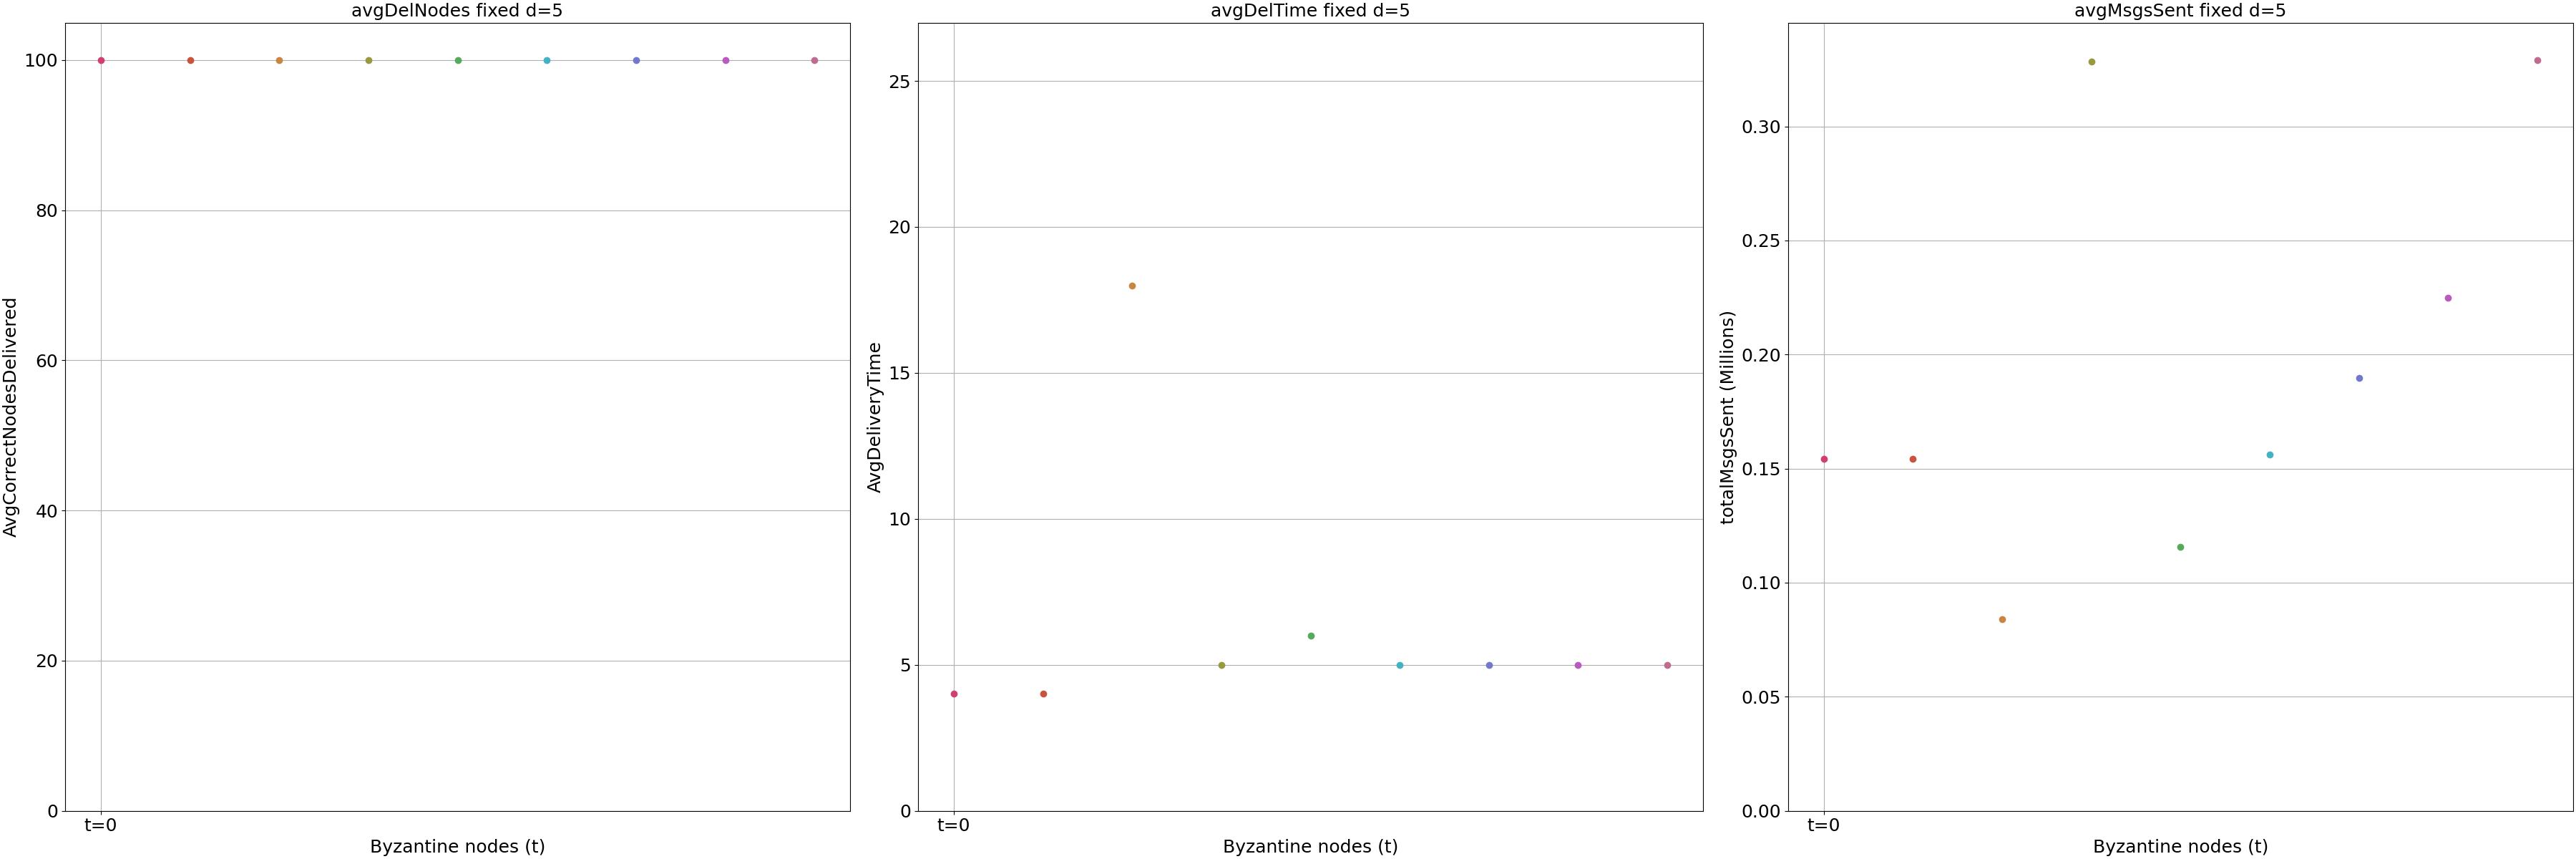 avgDelNodes fixed d=5
100
80
60
40
20
0
AvgCorrectNodesDelivered
t=0
Byzantine nodes (t)
avgDelTime fixed d=5
25
20
15
10
5
0
AvgDeliveryTime
t=0
Byzantine nodes (t)
avgMsgsSent fixed d=5
0.30
0.25
0.20
0.15
0.10
0.05
0.00
totalMsgsSent (Millions)
t=0
Byzantine nodes (t)